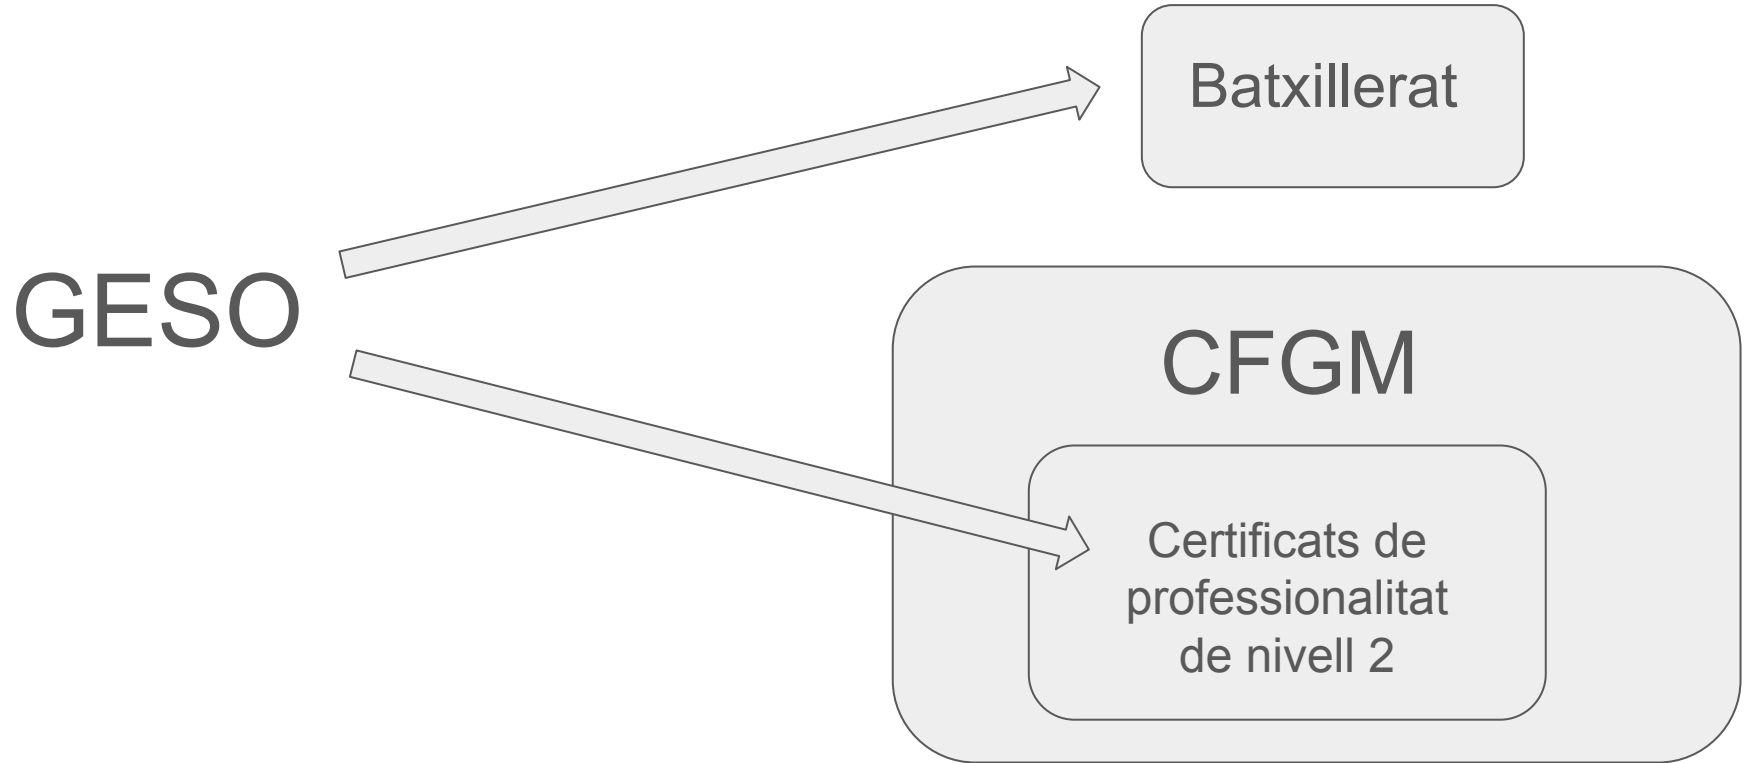 GESO
Batxillerat
CFGM
Certificats de
professionalitat
de nivell 2